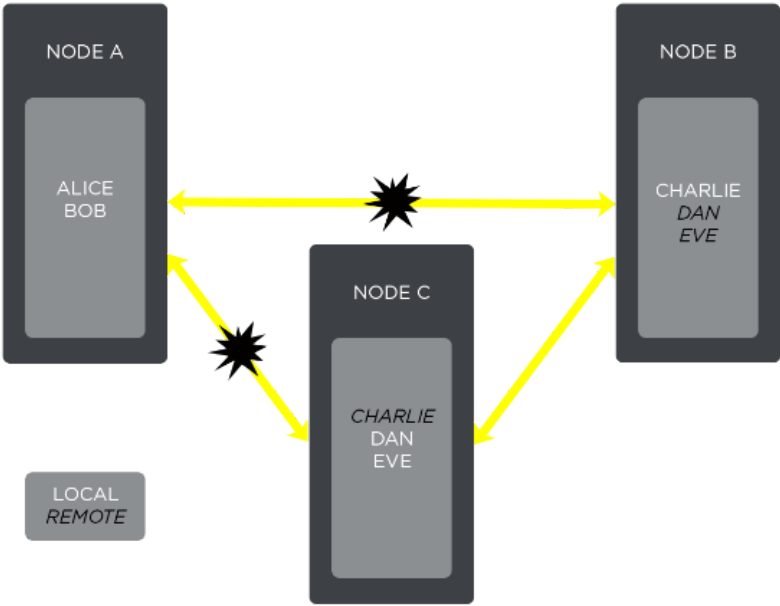 NODE A
ALICE
BOB
NODE B
CHARLIE
DAN
EVE
NODE C
CHARLIE
DAN
EVE
LOCAL
REMOTE